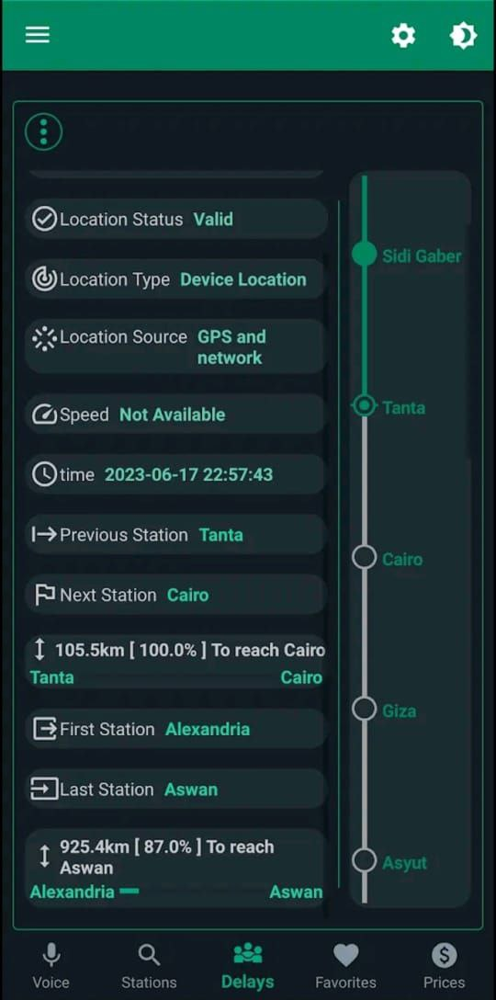 Location Status Valid
Location Type Device Location
Location Source GPS and
network
Speed Not Available
time 2023-06-17 22:57:43
Previous Station Tanta
Next Station Cairo
105.5km [ 100.0% ] To reach Cairo
Tanta Cairo
First Station Alexandria
Last Station Aswan
925.4km [ 87.0% ] To reach
Aswan
Alexandria Aswan
Sidi Gaber
Tanta
Cairo
Giza
Asyut
Voice Stations Delays Favorites Prices